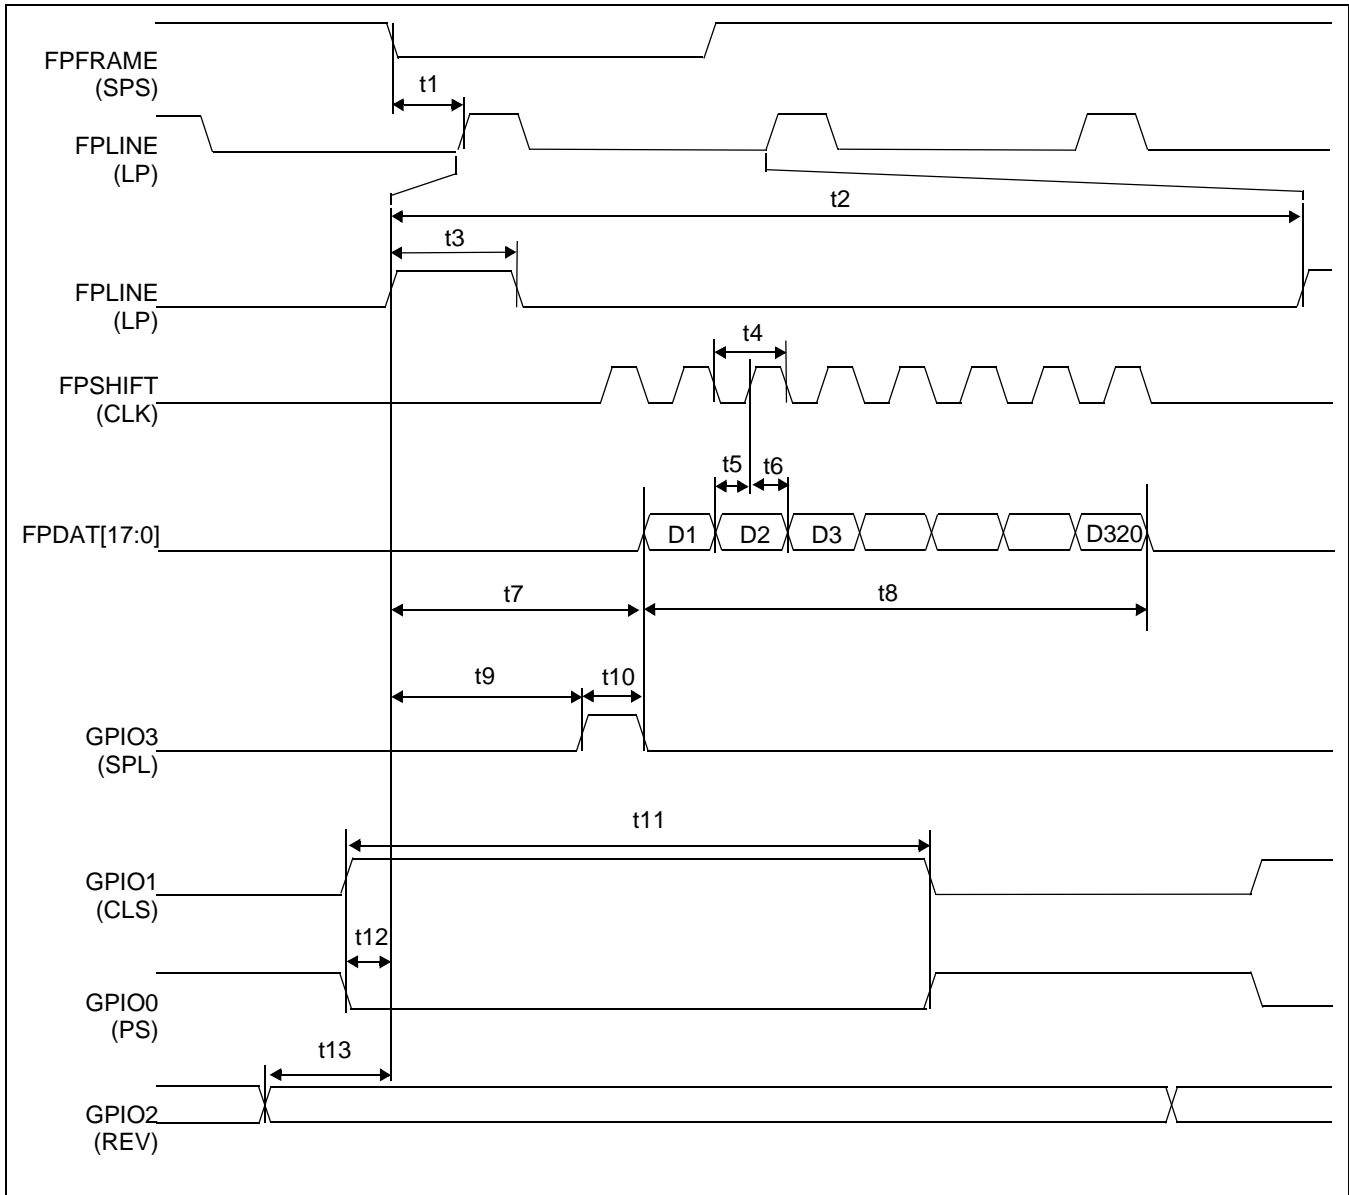 FPFRAME
(SPS)
t1
FPLINE
(LP)
t2
t3
FPLINE
(LP)
t4
FPSHIFT
(CLK)
t5
t6
FPDAT[17:0]
D1
D2
D3
D320
t7
t8
t9
t10
GPIO3
(SPL)
t11
GPIO1
(CLS)
t12
GPIO0
(PS)
t13
GPIO2
(REV)